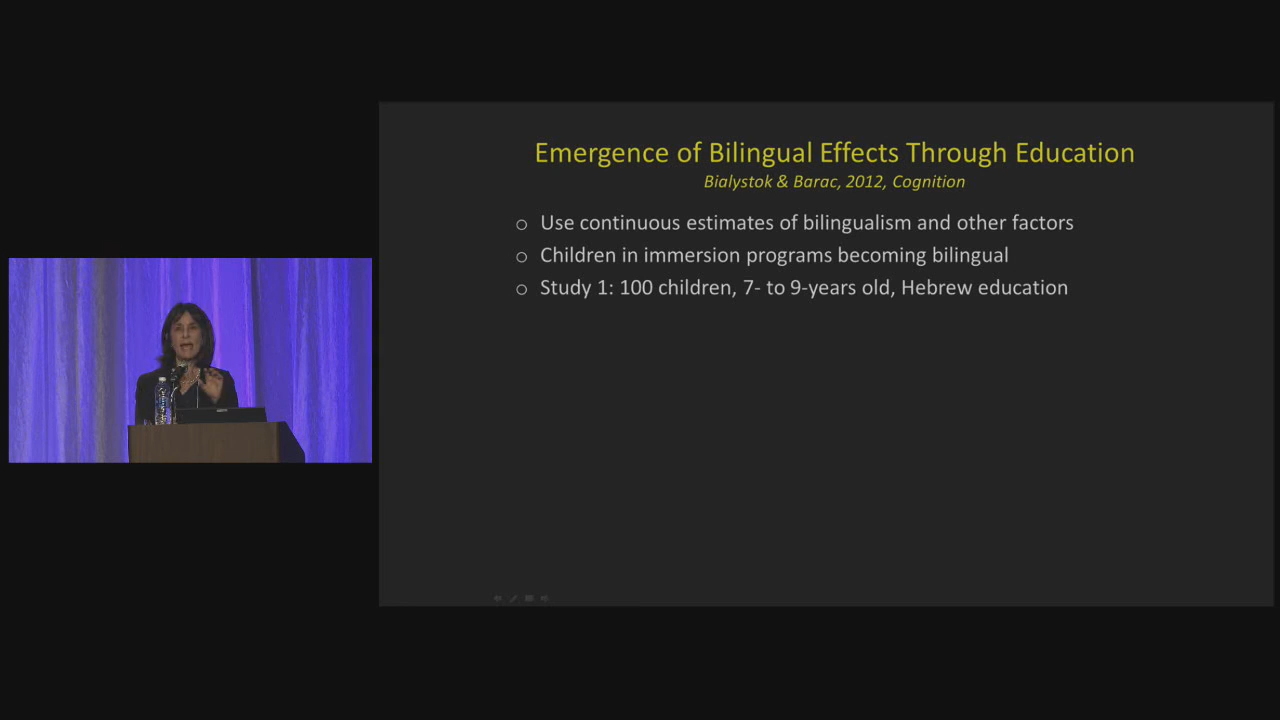 Emergence of Bilingual Effects Through Education
Bialystok & Barac, 2012, Cognition
○ Use continuous estimates of bilingualism and other factors
○ Children in immersion programs becoming bilingual
○ Study 1: 100 children, 7- to 9-years old, Hebrew education